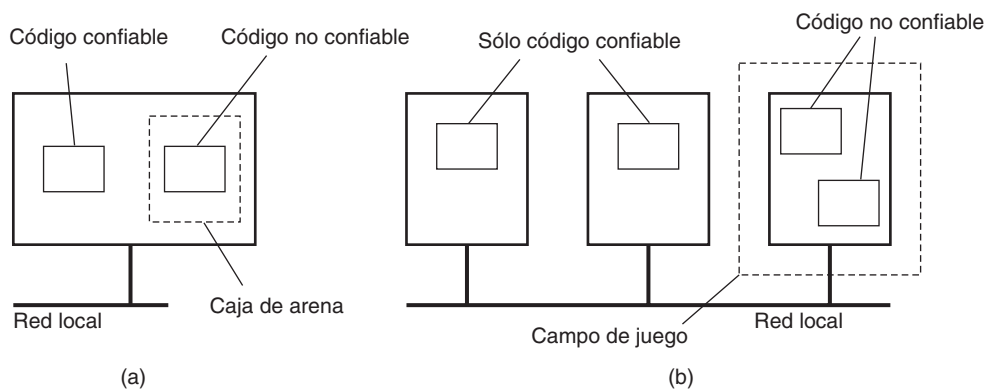 Código confiable
Código no confiable
Caja de arena
Red local
(a)
Sólo código confiable
Código no confiable
Campo de juego
Red local
(b)